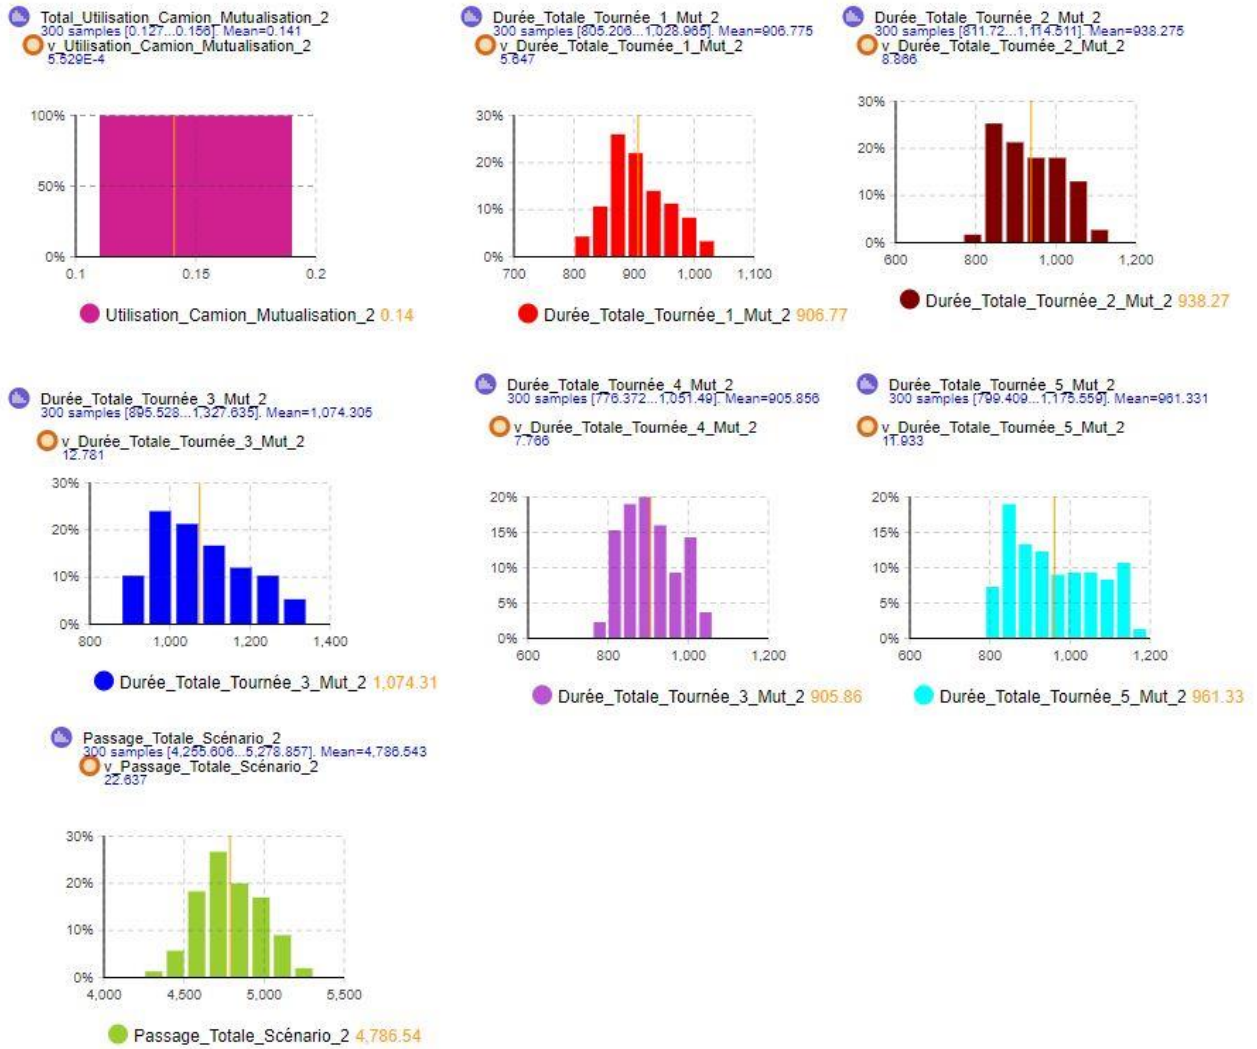 Total_Utilisation_Camion_Mutualisation_2
300 samples [0.127...0.156]. Mean=0.141
v_Utilisation_Camion_Mutualisation_2
5.529E-4
100%
50%
0%
0.1 0.15 0.2
Utilisation_Camion_Mutualisation_2 0.14
Durée_Totale_Tournée_1_Mut_2
300 samples [805.206...1,028.965]. Mean=906.775
v_Durée_Totale_Tournée_1_Mut_2
5.647
30%
20%
10%
0%
700 800 900 1,000 1,100
Durée_Totale_Tournée_1_Mut_2 906.77
Durée_Totale_Tournée_2_Mut_2
300 samples [811.72...1,114.511]. Mean=938.275
v_Durée_Totale_Tournée_2_Mut_2
8.866
30%
20%
10%
0%
600 800 1,000 1,200
Durée_Totale_Tournée_2_Mut_2 938.27
Durée_Totale_Tournée_3_Mut_2
300 samples [895.528...1,327.635]. Mean=1,074.305
v_Durée_Totale_Tournée_3_Mut_2
12.781
30%
20%
10%
0%
800 1,000 1,200 1,400
Durée_Totale_Tournée_3_Mut_2 1,074.31
Durée_Totale_Tournée_4_Mut_2
300 samples [776.372...1,051.49]. Mean=905.856
v_Durée_Totale_Tournée_4_Mut_2
7.766
20%
15%
10%
5%
0%
600 800 1,000 1,200
Durée_Totale_Tournée_3_Mut_2 905.86
Durée_Totale_Tournée_5_Mut_2
300 samples [799.409...1,175.559]. Mean=961.331
v_Durée_Totale_Tournée_5_Mut_2
11.933
20%
15%
10%
5%
0%
600 800 1,000 1,200
Durée_Totale_Tournée_5_Mut_2 961.33
Passage_Totale_Scénario_2
300 samples [4,255.606...5,278.857]. Mean=4,786.543
v_Passage_Totale_Scénario_2
22.637
30%
20%
10%
0%
4,000 4,500 5,000 5,500
Passage_Totale_Scénario_2 4,786.54